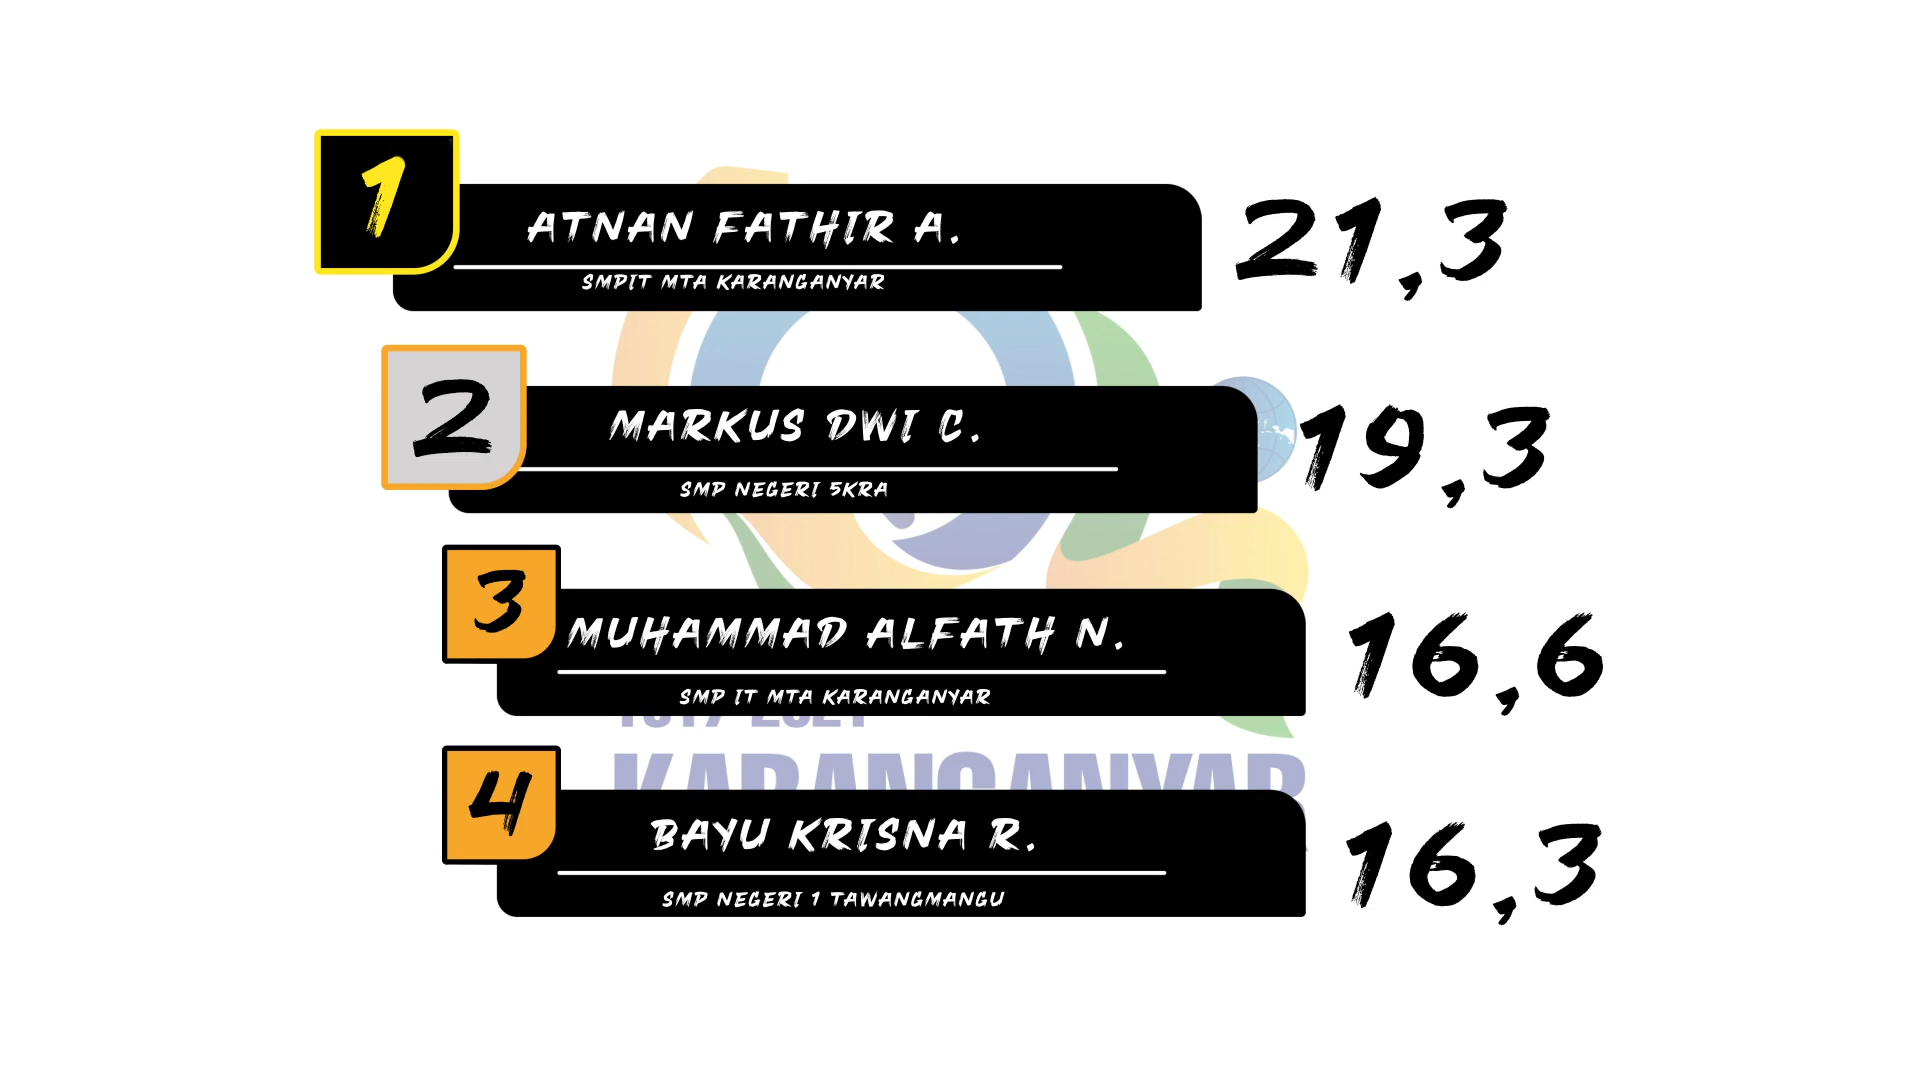 1
ATNAN FATHIR A.
21,3
SMPIT MTA KARANGANYAR
2
MARKUS DWI C.
19,3
SMP NEGERI 5KRA
3
MUHAMMAD ALFATH N.
16,6
SMP IT MTA KARANGANYAR
KARANGANYAR
4
BAYU KRISNA R.
16,3
SMP NEGERI 1 TAWANGMANGU